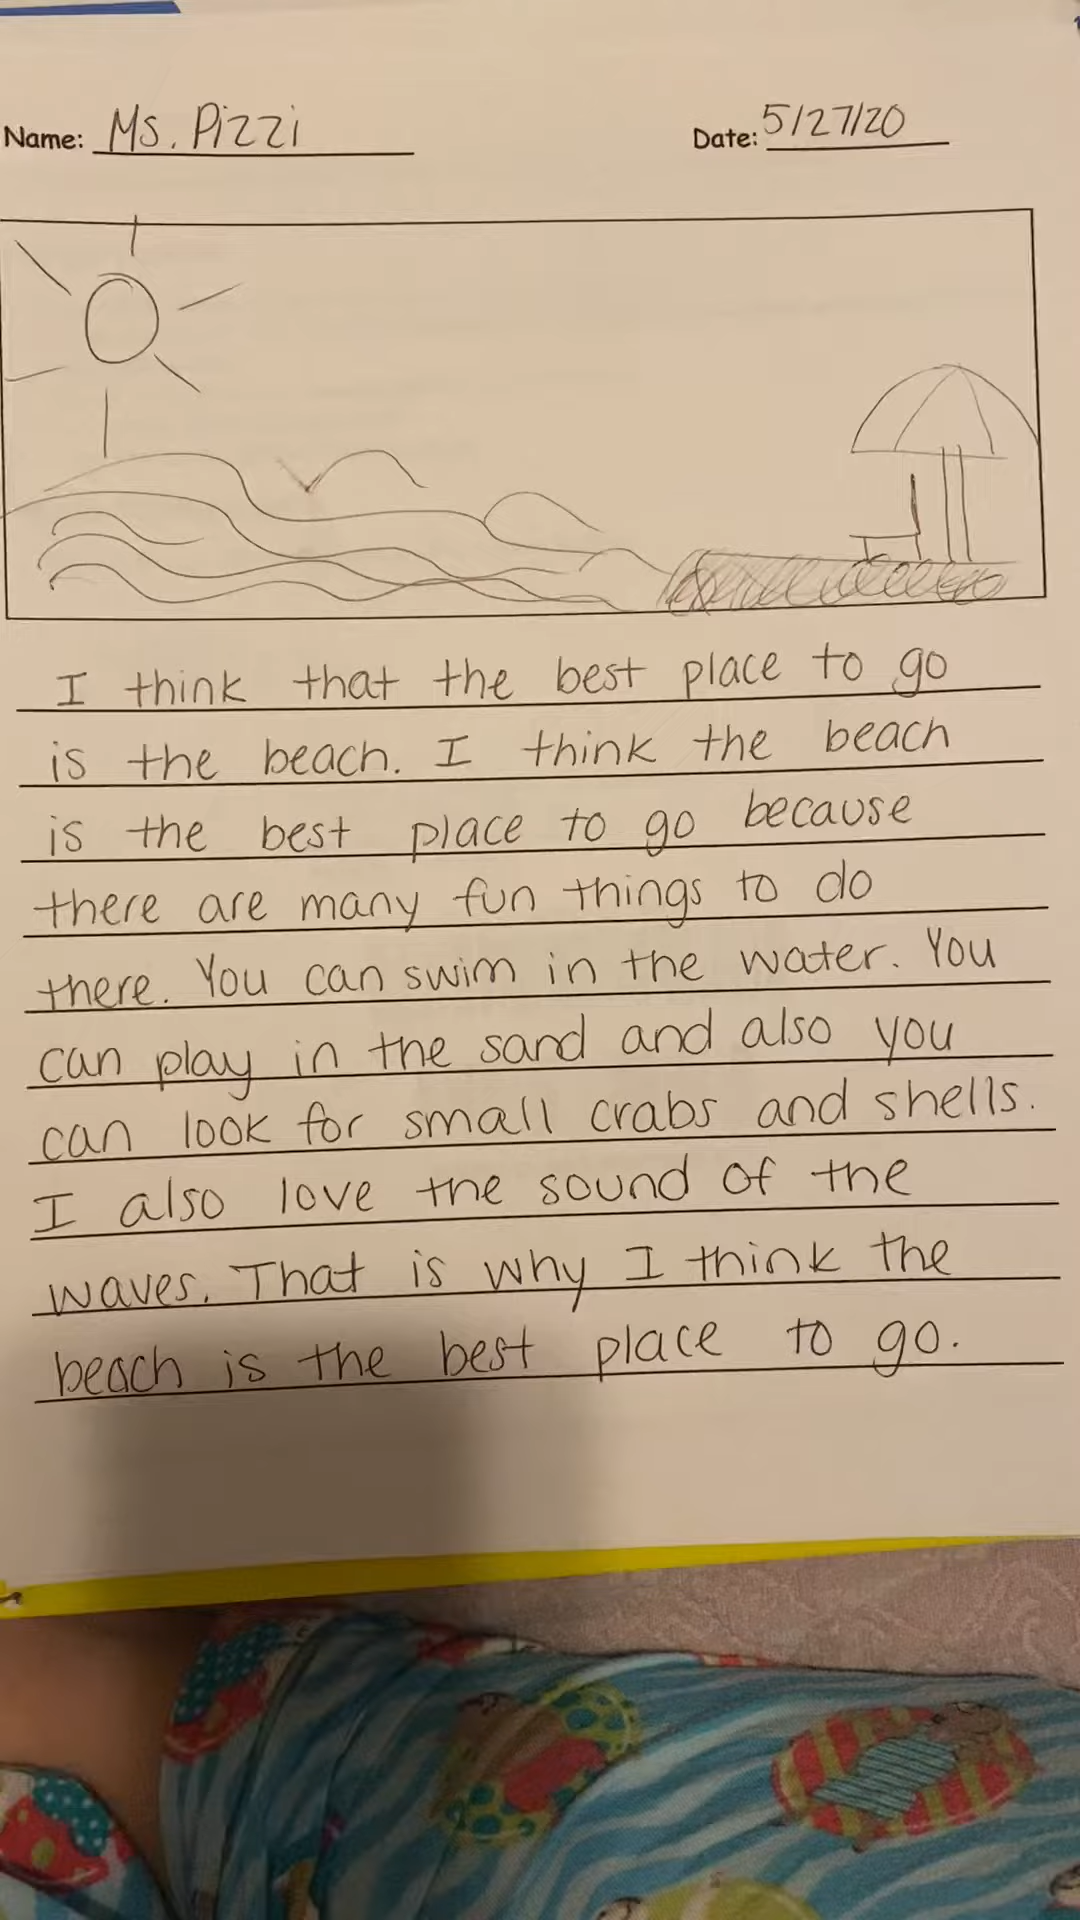 Name: Ms. Pizzi Date: 5/27/20
I think that the best place to go
is the beach. I think the beach
is the best place to go because
there are many fun things to do
there. You can swim in the water. You
can play in the sand and also you
can look for small crabs and shells.
I also love the sound of the
waves. That is why I think the
beach is the best place to go.